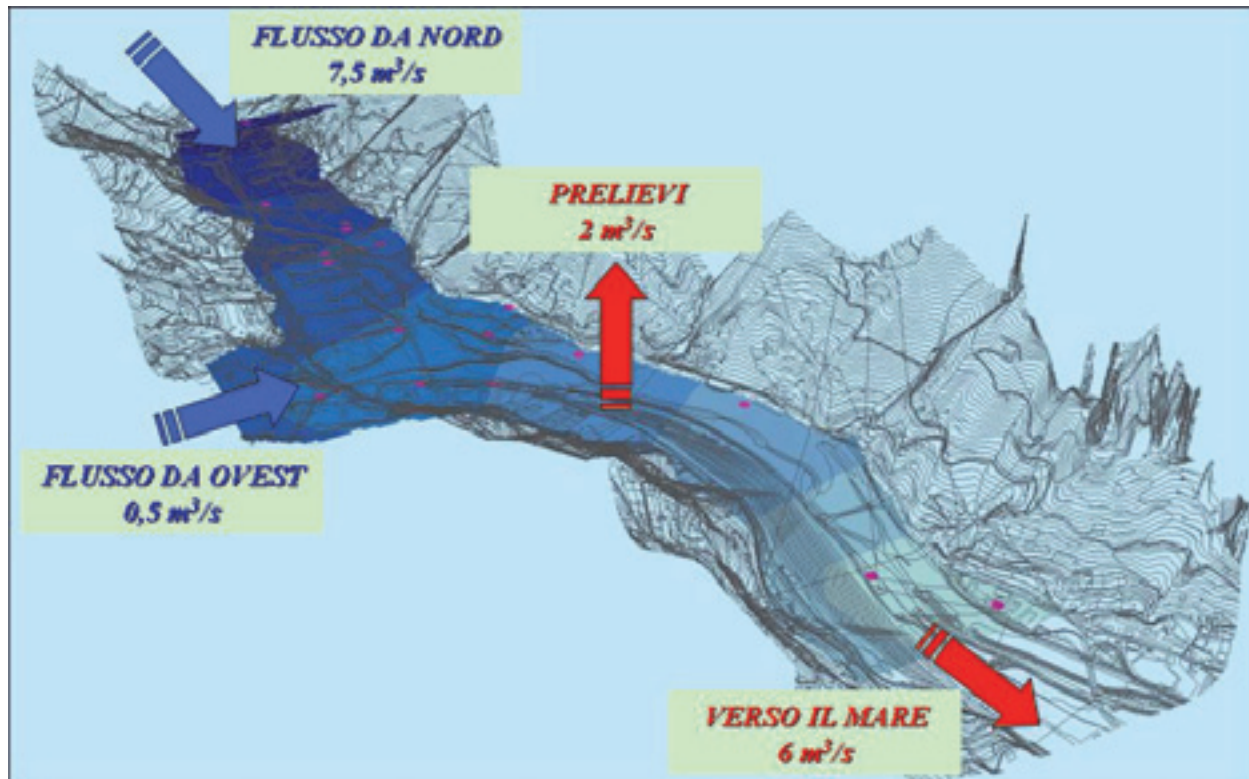 FLUSSO DA NORD
7,5 m³/s
PRELIEVI
2 m³/s
FLUSSO DA OVEST
0,5 m³/s
VERSO IL MARE
6 m³/s